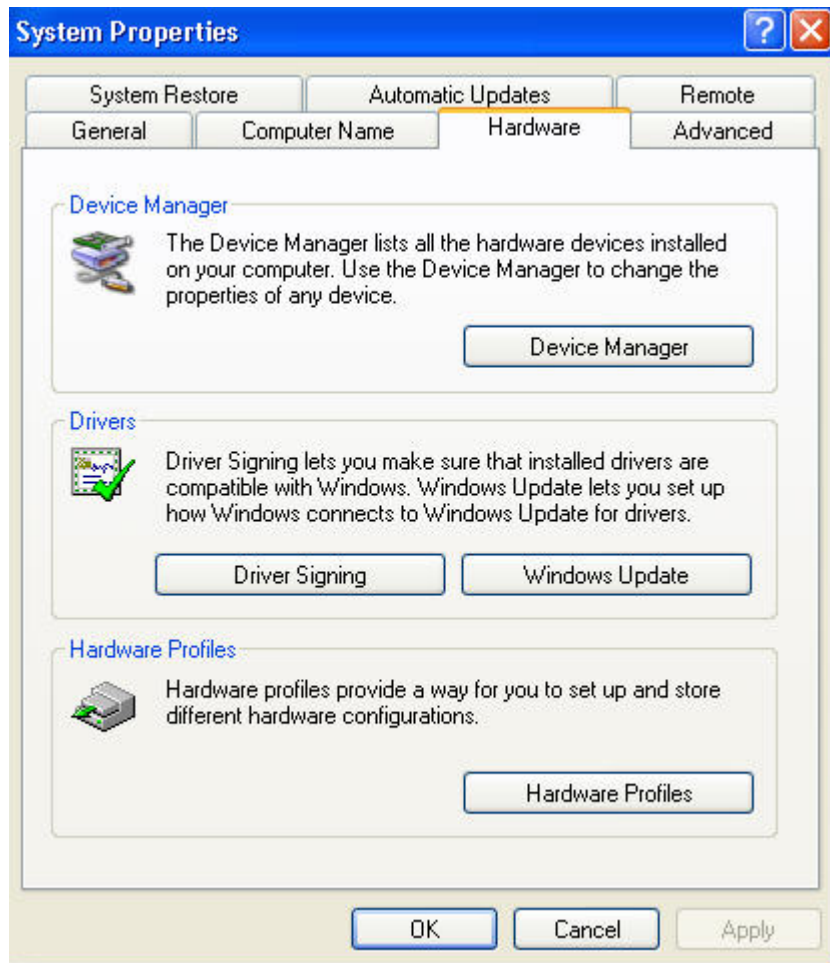 System Properties
System Restore Automatic Updates Remote
General Computer Name Hardware Advanced
Device Manager
The Device Manager lists all the hardware devices installed
on your computer. Use the Device Manager to change the
properties of any device.
Device Manager
Drivers
Driver Signing lets you make sure that installed drivers are
compatible with Windows. Windows Update lets you set up
how Windows connects to Windows Update for drivers.
Driver Signing Windows Update
Hardware Profiles
Hardware profiles provide a way for you to set up and store
different hardware configurations.
Hardware Profiles
OK Cancel Apply